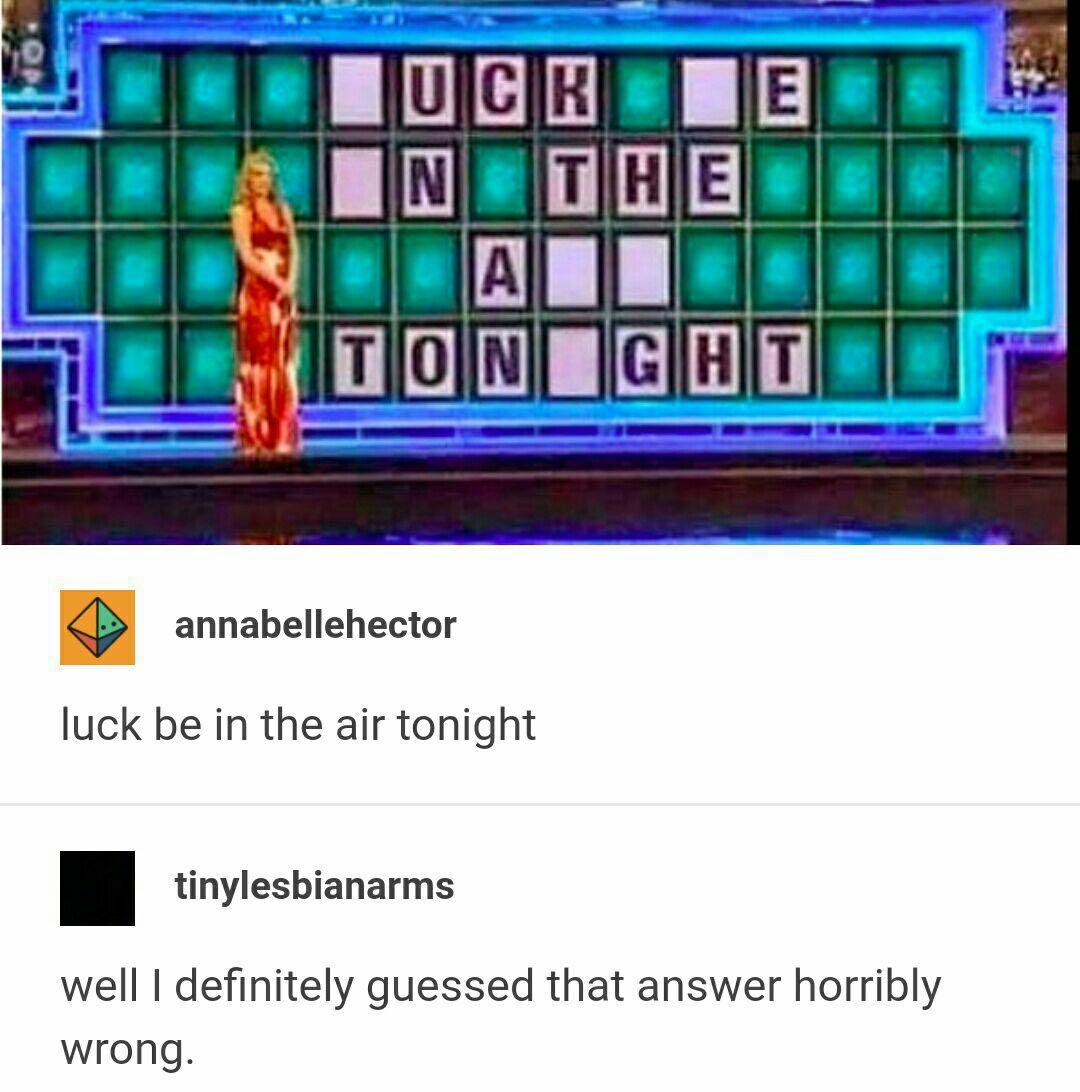 UCK E
N THE
A
TON GHT
annabellehector
luck be in the air tonight
tinylesbianarms
well I definitely guessed that answer horribly
wrong.